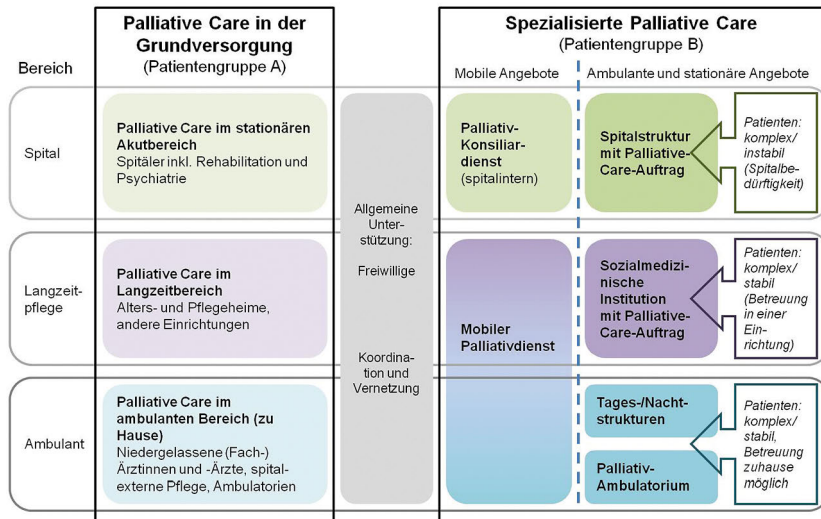 Palliative Care in der
Grundversorgung
(Patientengruppe A)
Spezialisierte Palliative Care
(Patientengruppe B)
Bereich
Mobile Angebote
Ambulante und stationäre Angebote
Spital
Palliative Care im stationären
Akutbereich
Spitäler inkl. Rehabilitation und
Psychiatrie
Allgemeine
Unter-
stützung:
Freiwillige
Koordina-
tion und
Vernetzung
Palliativ-
Konsiliar-
dienst
(spitalintern)
Spitalstruktur
mit Palliative-
Care-Auftrag
Patienten:
komplex/
instabil
(Spitalbe-
dürftigkeit)
Langzeit-
pflege
Palliative Care im
Langzeitbereich
Alters- und Pflegeheime,
andere Einrichtungen
Mobiler
Palliativdienst
Sozialmedizi-
nische
Institution
mit Palliative-
Care-Auftrag
Patienten:
komplex/
stabil
(Betreuung
in einer
Ein-
richtung)
Ambulant
Palliative Care im
ambulanten Bereich (zu
Hause)
Niedergelassene (Fach-)
Ärztinnen und -Ärzte, spital-
externe Pflege, Ambulatorien
Tages-/Nacht-
strukturen
Palliativ-
Ambulatorium
Patienten:
komplex/
stabil,
Betreuung
zuhause
möglich